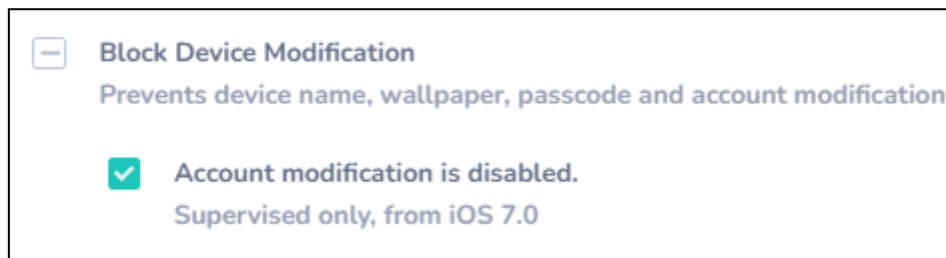 Block Device Modification
Prevents device name, wallpaper, passcode and account modification
Account modification is disabled.
Supervised only, from iOS 7.0